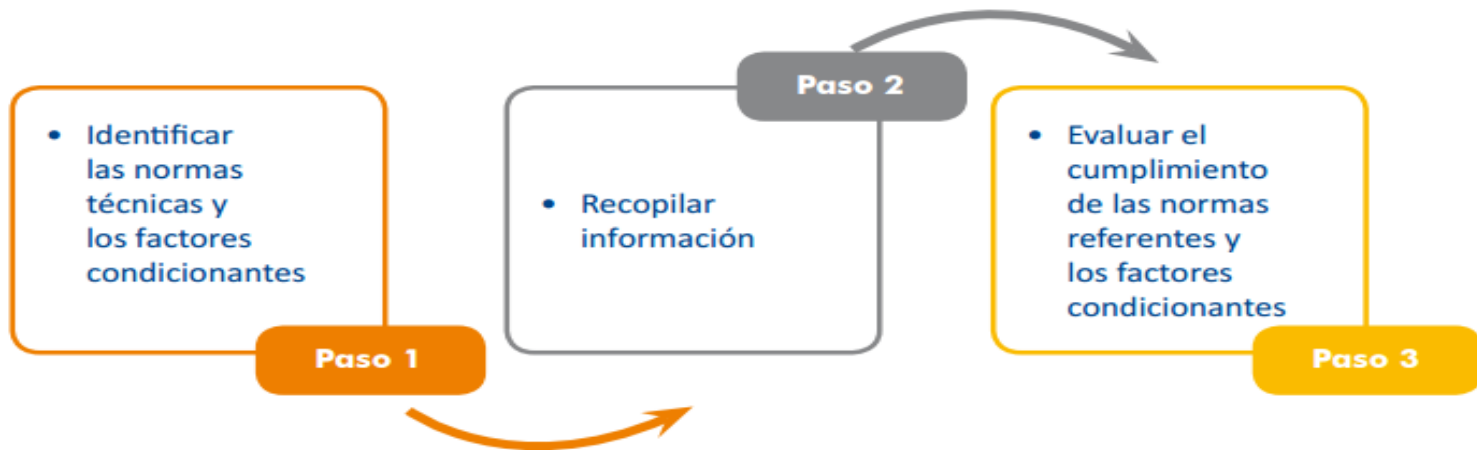 • Identificar
las normas
técnicas y
los factores
condicionantes
Paso 1
• Recopilar
información
Paso 2
• Evaluar el
cumplimiento
de las normas
referentes y
los factores
condicionantes
Paso 3